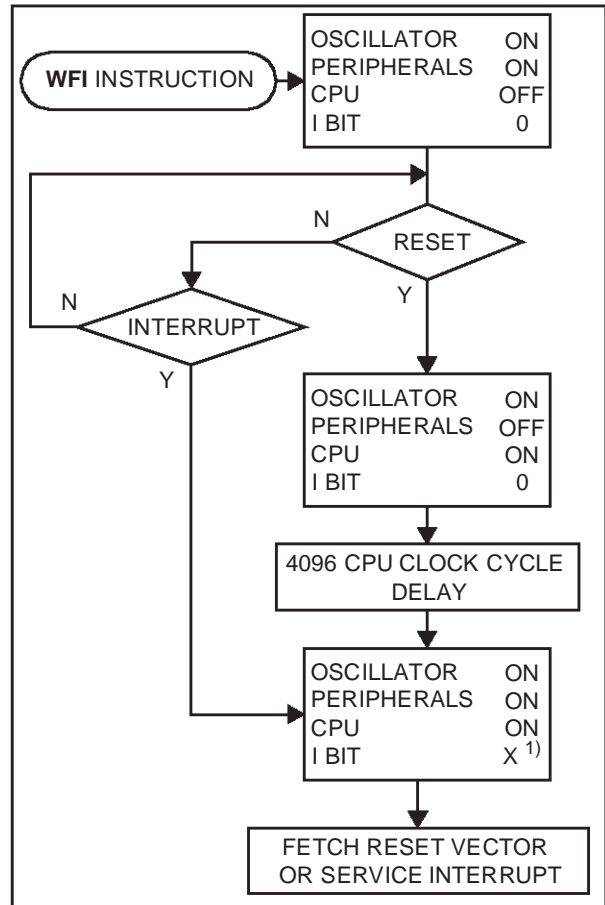 WFI INSTRUCTION
OSCILLATOR ON
PERIPHERALS ON
CPU OFF
I BIT 0
N
RESET
Y
N
INTERRUPT
Y
OSCILLATOR ON
PERIPHERALS OFF
CPU ON
I BIT 0
4096 CPU CLOCK CYCLE
DELAY
OSCILLATOR ON
PERIPHERALS ON
CPU ON
I BIT X 1)
FETCH RESET VECTOR
OR SERVICE INTERRUPT